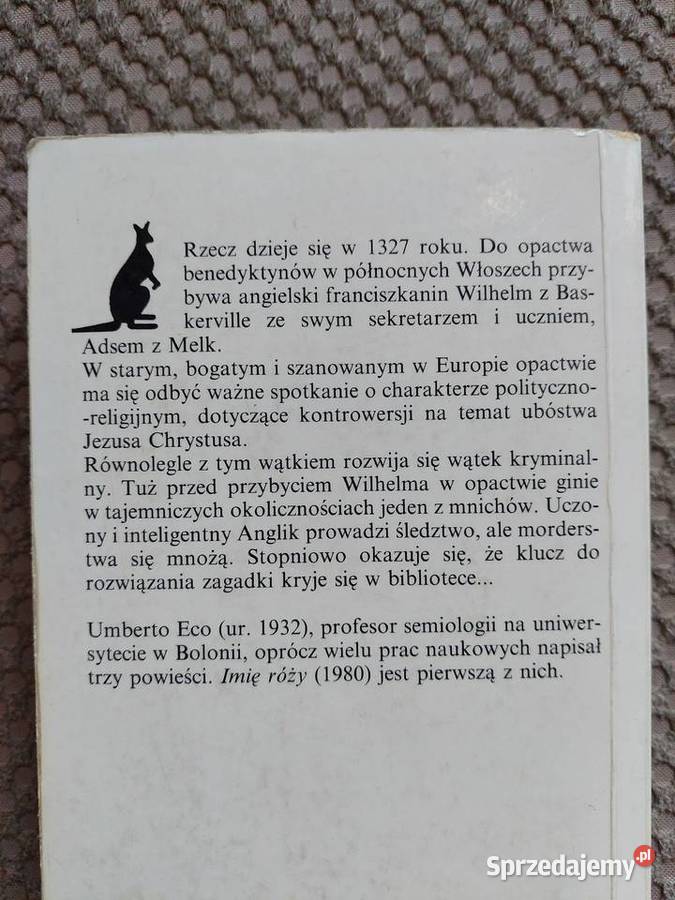 Rzecz dzieje się w 1327 roku. Do opactwa
benedyktynów w północnych Włoszech przy-
bywa angielski franciszkanin Wilhelm z Bas-
kerville ze swym sekretarzem i uczniem,
Adsem z Melk.
W starym, bogatym i szanowanym w Europie opactwie
ma się odbyć ważne spotkanie o charakterze polityczno-
-religijnym, dotyczące kontrowersji na temat ubóstwa
Jezusa Chrystusa.
Równolegle z tym wątkiem rozwija się wątek kryminal-
ny. Tuż przed przybyciem Wilhelma w opactwie ginie
w tajemniczych okolicznościach jeden z mnichów. Uczo-
ny i inteligentny Anglik prowadzi śledztwo, ale morders-
twa się mnożą. Stopniowo okazuje się, że klucz do
rozwiązania zagadki kryje się w bibliotece...
Umberto Eco (ur. 1932), profesor semiologii na uniwer-
sytecie w Bolonii, oprócz wielu prac naukowych napisał
trzy powieści. Imię róży (1980) jest pierwszą z nich.
Sprzedajemy.pl